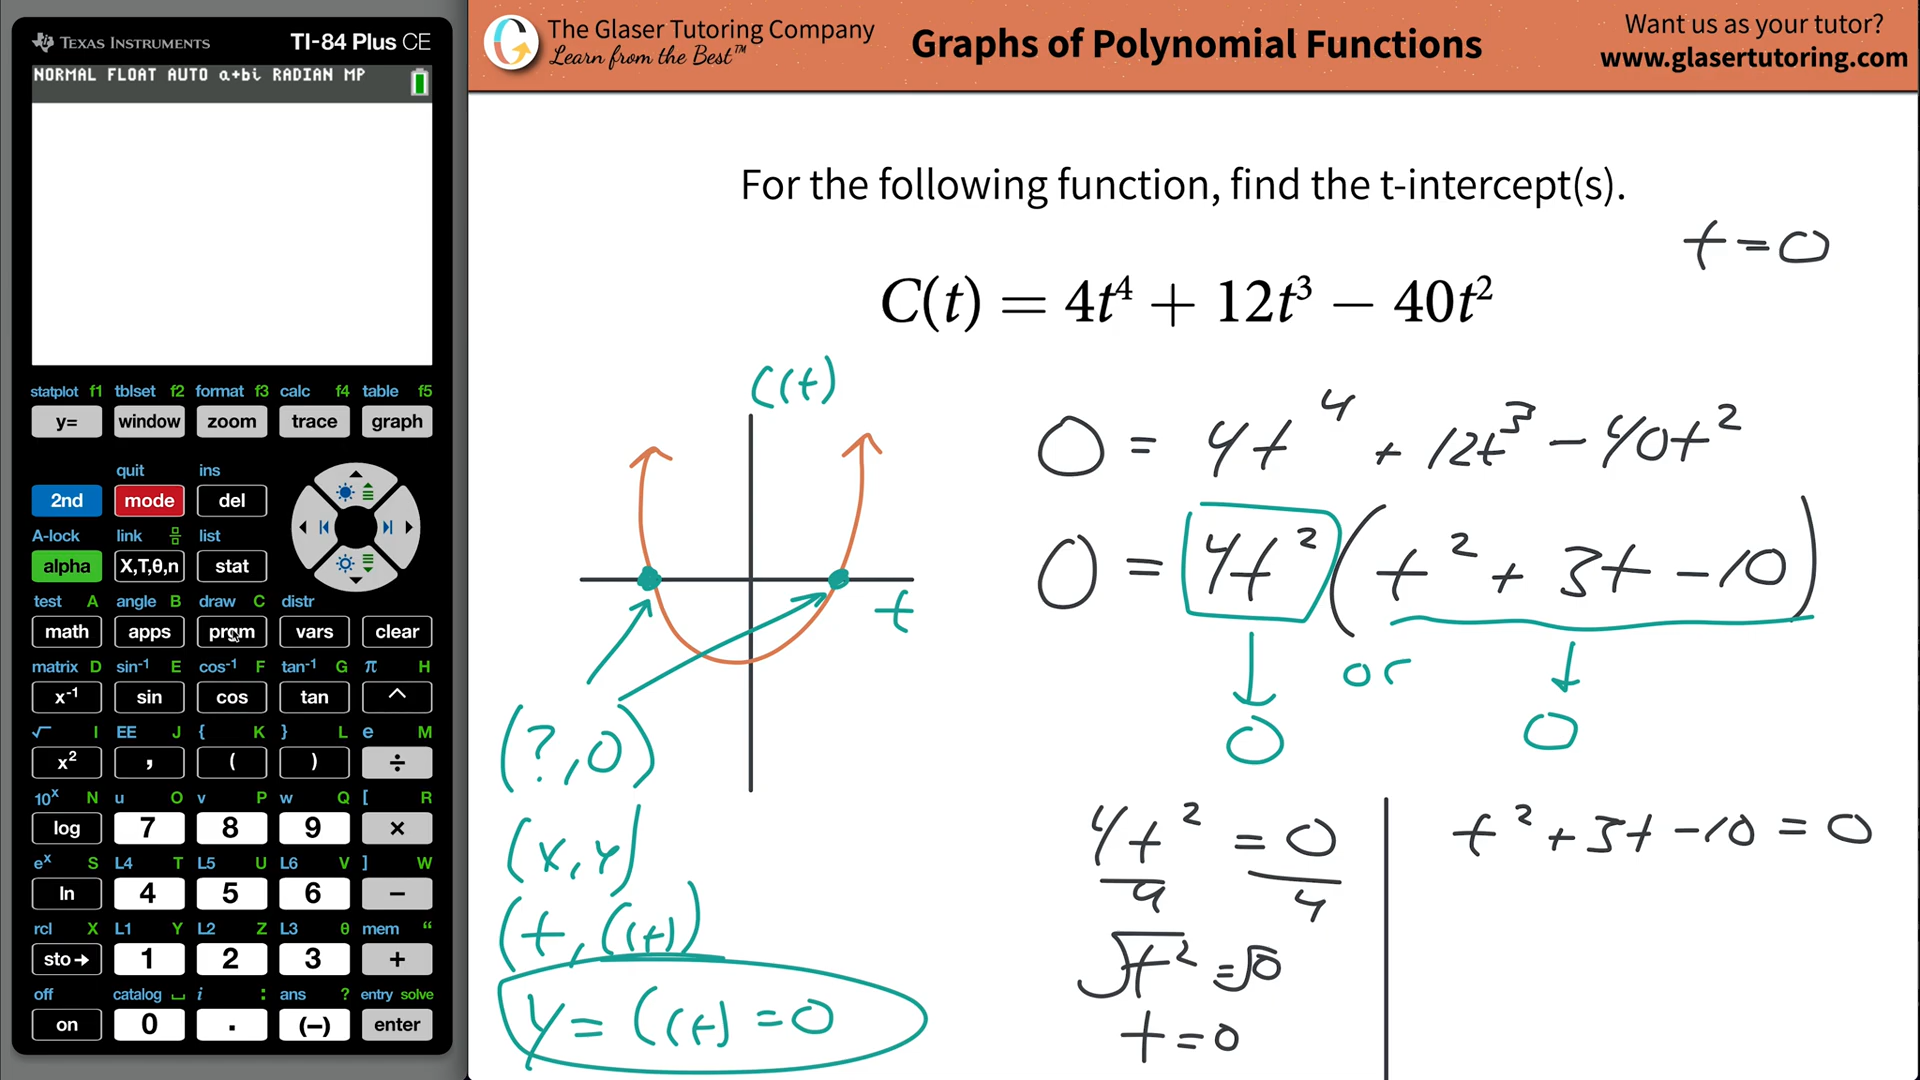 TEXAS INSTRUMENTS TI-84 Plus CE
NORMAL FLOAT AUTO a+bi RADIAN MP
statplot f1 tblset f2 format f3 calc f4 table f5
y= window zoom trace graph
quit ins
2nd mode del
A-lock link list
alpha X,T,θ,n stat
test A angle B draw C distr
math apps prgm vars clear
matrix D sin⁻¹ E cos⁻¹ F tan⁻¹ G π H
x⁻¹ sin cos tan ^
√ I EE J { K } L e M
x² , ( ) ÷
10ˣ N u O v P w Q [ R
log 7 8 9 ×
eˣ S L4 T L5 U L6 V ] W
ln 4 5 6 −
rcl X L1 Y L2 Z L3 θ mem “
sto→ 1 2 3 +
off catalog ⎵ i : ans ? entry solve
on 0 . (−) enter
The Glaser Tutoring Company
Learn from the Best™
Graphs of Polynomial Functions
Want us as your tutor?
www.glasertutoring.com
For the following function, find the t-intercept(s).
t=0
C(t) = 4t⁴ + 12t³ − 40t²
C(t)
t
(?,0)
(x,y)
(t, C(t))
y = C(t) = 0
0 = 4t⁴ + 12t³ − 40t²
0 = 4t² (t² + 3t − 10)
or
0 0
4t² = 0
4 4
√t² = √0
t = 0
t² + 3t − 10 = 0